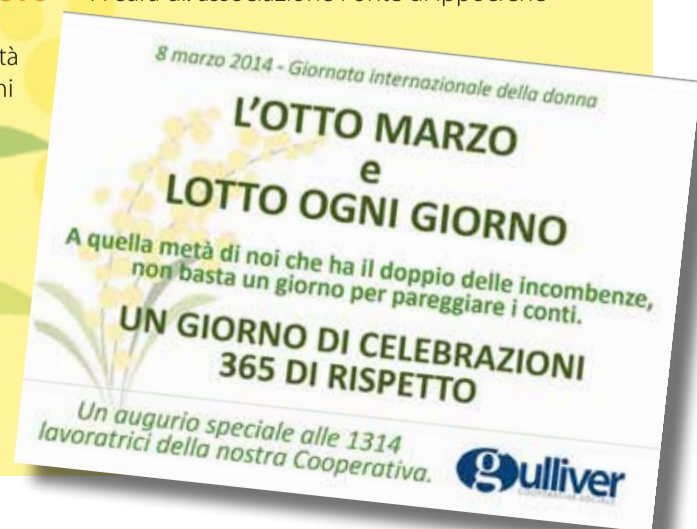 8 marzo 2014 - Giornata internazionale della donna
L'OTTO MARZO
e
LOTTO OGNI GIORNO
A quella metà di noi che ha il doppio delle incombenze,
non basta un giorno per pareggiare i conti.
UN GIORNO DI CELEBRAZIONI
365 DI RISPETTO
Un augurio speciale alle 1314
lavoratrici della nostra Cooperativa.
gulliver
COOPERATIVA SOCIALE